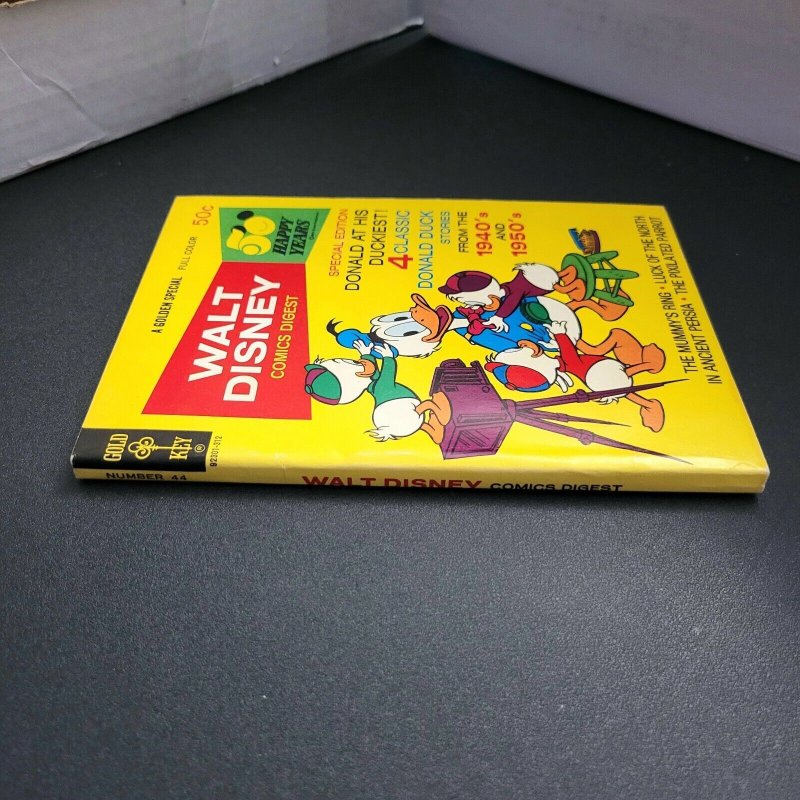 A GOLDEN SPECIAL FULL COLOR 50¢
50
HAPPY
YEARS
WALT
DISNEY
COMICS DIGEST
SPECIAL EDITION
DONALD AT HIS
DUCKIEST!
4 CLASSIC
DONALD DUCK
STORIES
FROM THE
1940's
AND
1950's
THE MUMMY'S RING • LUCK OF THE NORTH
IN ANCIENT PERSIA • THE PIXILATED PARROT
GOLD KEY ®
92301-312
NUMBER 44 WALT DISNEY COMICS DIGEST